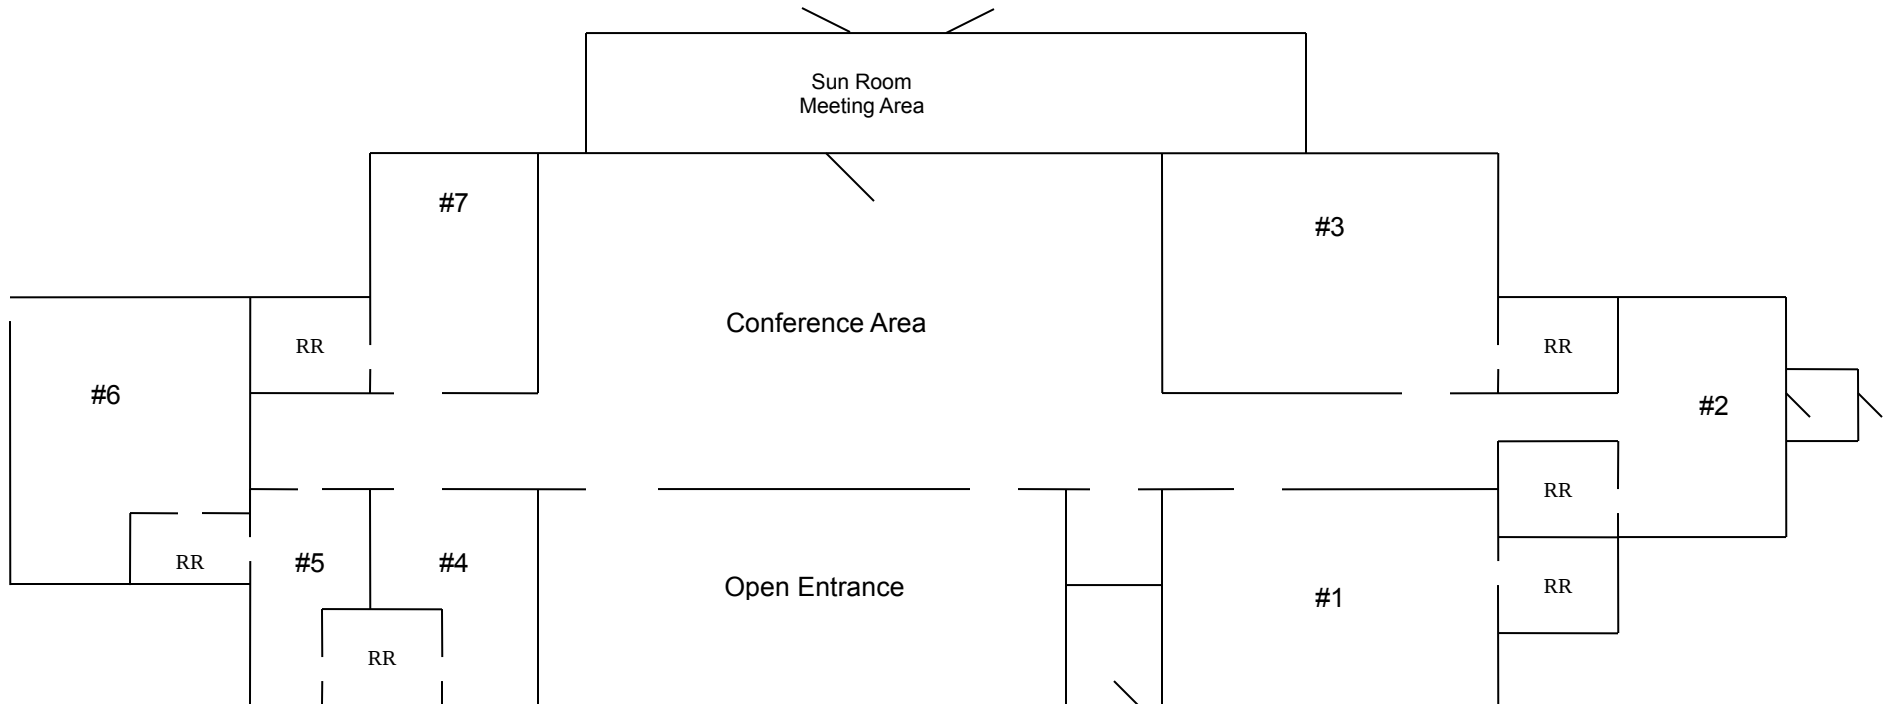 Sun Room
Meeting Area
#7
#3
Conference Area
RR
RR
#6
#2
RR
RR
#5
#4
Open Entrance
RR
#1
RR